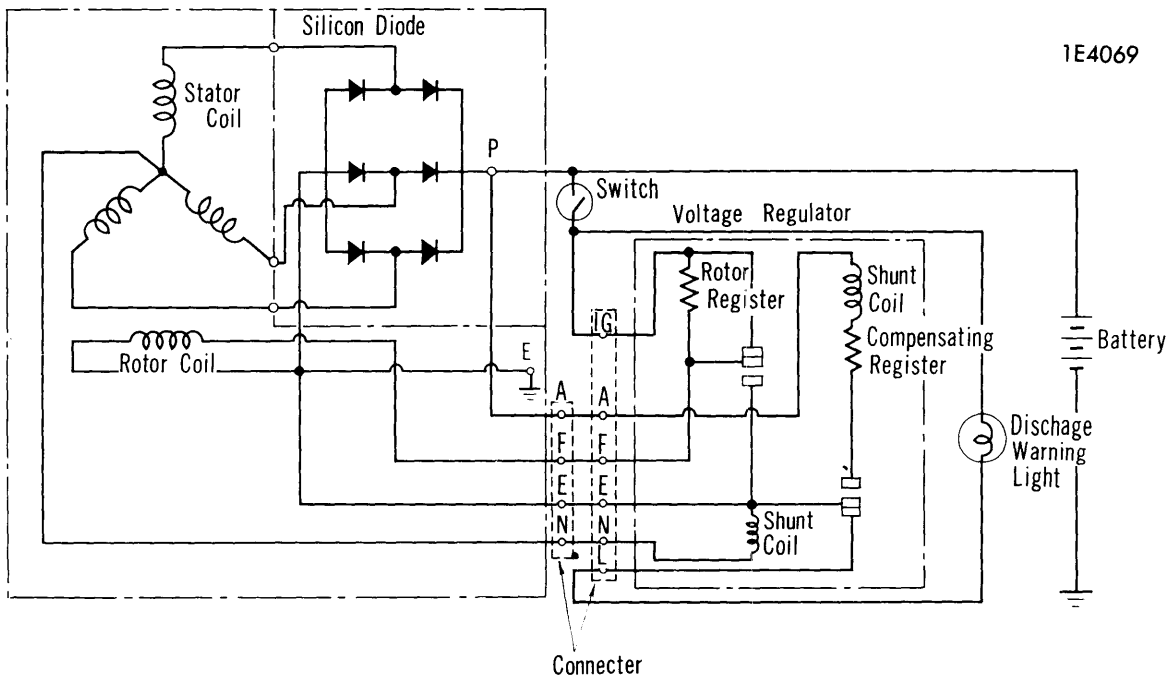 Silicon Diode
1E4069
Stator
Coil
P
Switch
Voltage Regulator
Rotor
Register
Shunt
Coil
IG
Compensating
Register
Battery
Rotor Coil
E
A
A
F
F
E
E
N
N
L
Shunt
Coil
Dischage
Warning
Light
Connecter